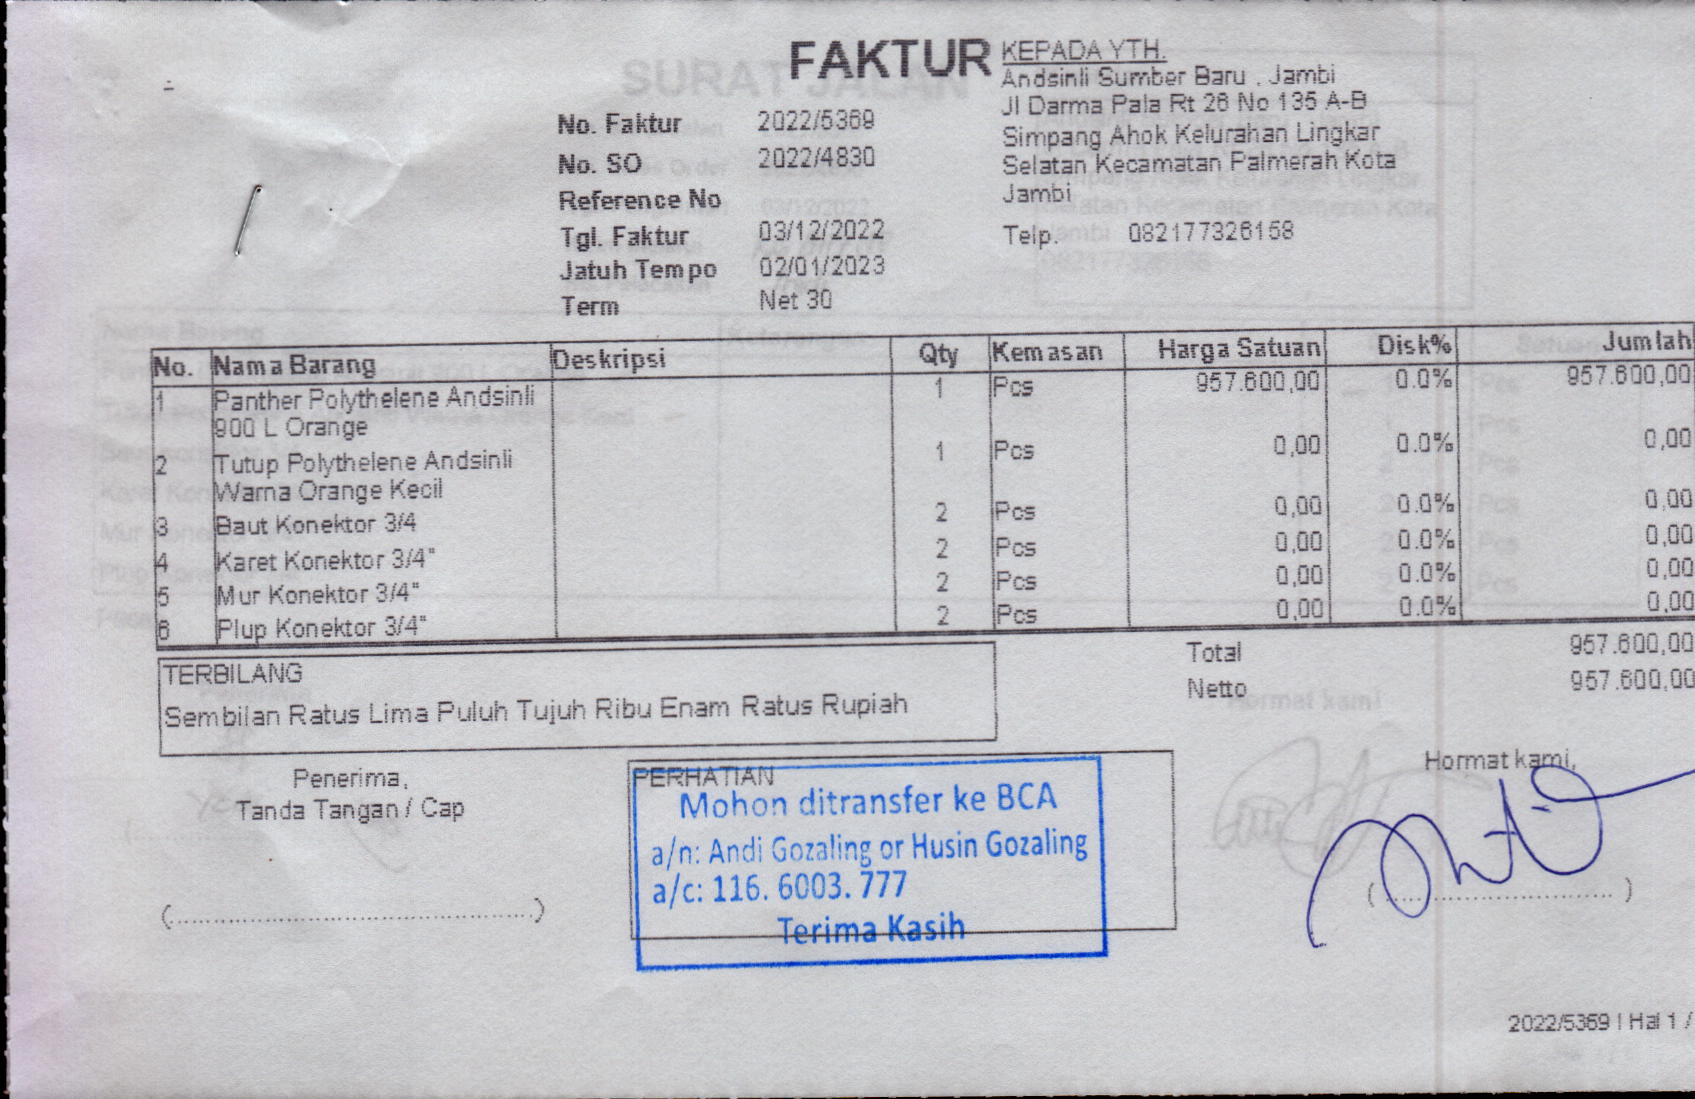 FAKTUR
KEPADA YTH.
Andsinli Sumber Baru , Jambi
Jl Darma Pala Rt 26 No 135 A-B
Simpang Ahok Kelurahan Lingkar
Selatan Kecamatan Palmerah Kota
Jambi
Telp. 082177326158
No. Faktur 2022/5369
No. SO 2022/4830
Reference No
Tgl. Faktur 03/12/2022
Jatuh Tempo 02/01/2023
Term Net 30
No. Nama Barang Deskripsi Qty Kemasan Harga Satuan Disk% Jumlah
1 Panther Polythelene Andsinli 1 Pcs 957.600,00 0.0% 957.600,00
900 L Orange
2 Tutup Polythelene Andsinli 1 Pcs 0,00 0.0% 0,00
Warna Orange Kecil
3 Baut Konektor 3/4 2 Pcs 0,00 0.0% 0,00
4 Karet Konektor 3/4" 2 Pcs 0,00 0.0% 0,00
5 Mur Konektor 3/4" 2 Pcs 0,00 0.0% 0,00
6 Plup Konektor 3/4" 2 Pcs 0,00 0.0% 0,00
Total 957.600,00
Netto 957.600,00
TERBILANG
Sembilan Ratus Lima Puluh Tujuh Ribu Enam Ratus Rupiah
Penerima,
Tanda Tangan / Cap
(..............................................)
PERHATIAN
Mohon ditransfer ke BCA
a/n: Andi Gozaling or Husin Gozaling
a/c: 116. 6003. 777
Terima Kasih
Hormat kami,
(..............................)
2022/5369 | Hal 1 /